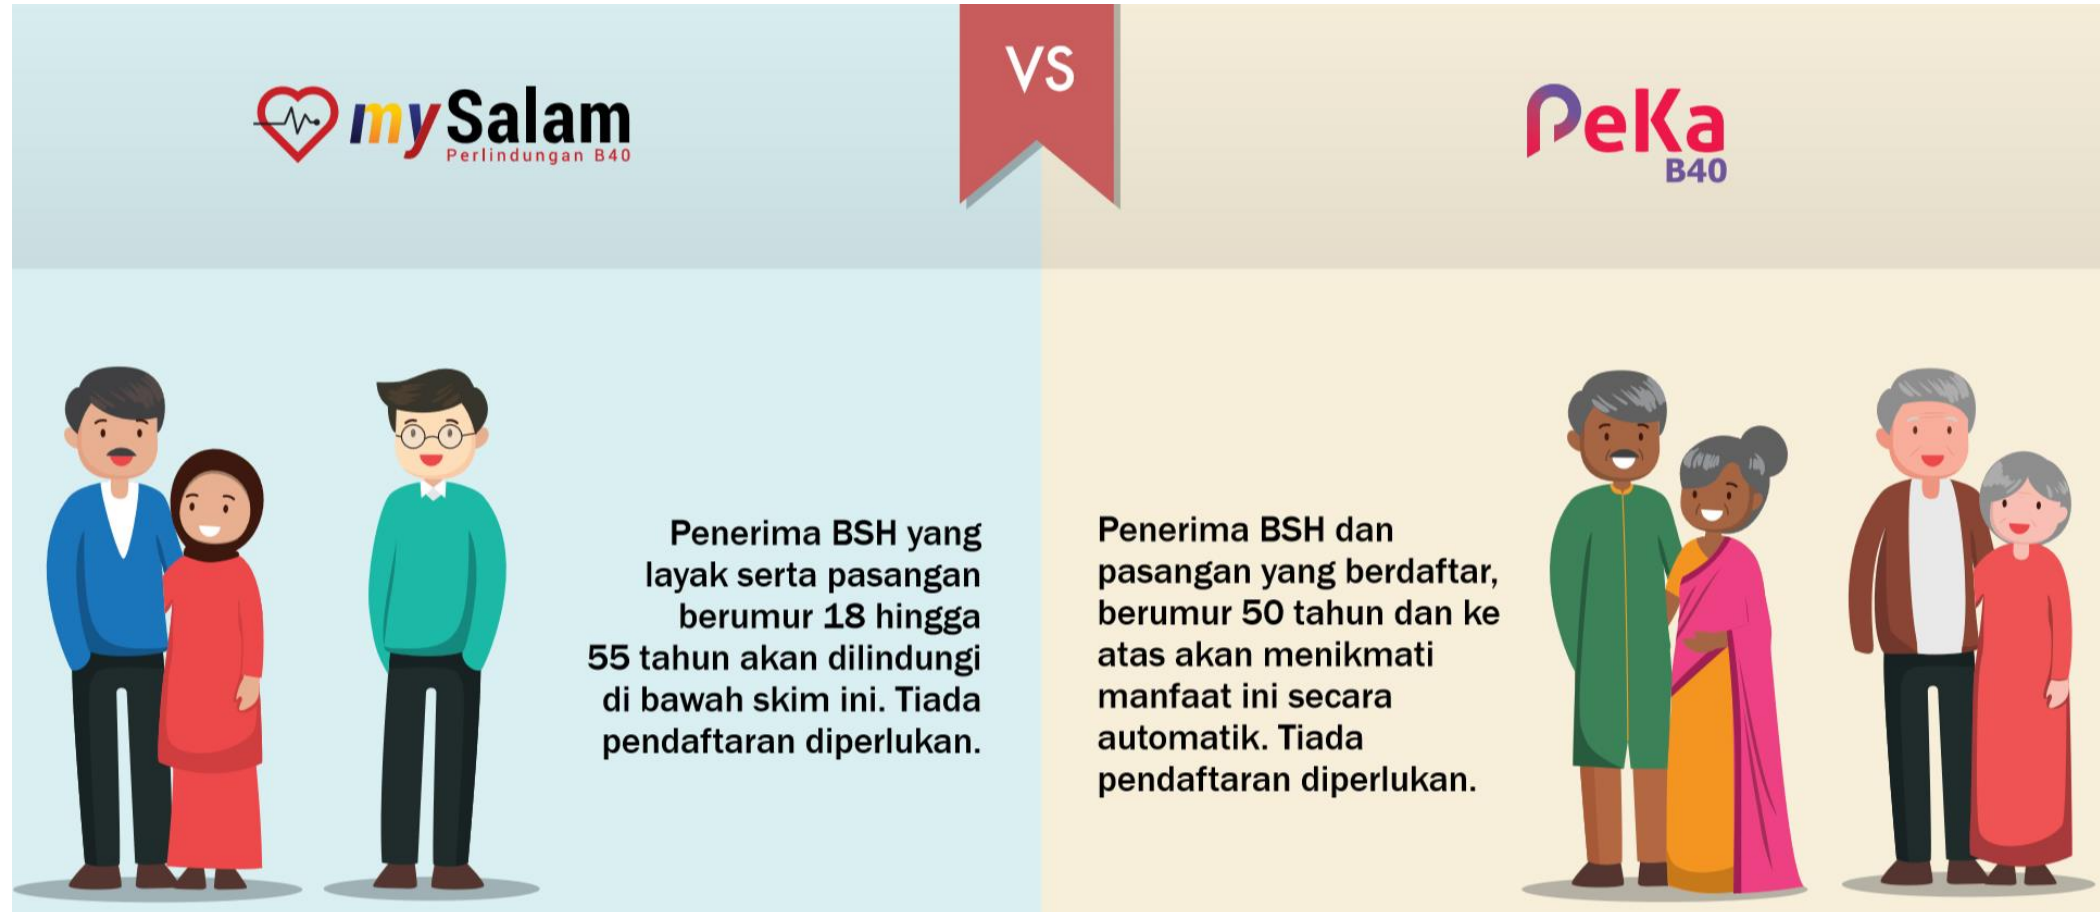 mySalam
Perlindungan B40
VS
PeKa
B40
Penerima BSH yang
layak serta pasangan
berumur 18 hingga
55 tahun akan dilindungi
di bawah skim ini. Tiada
pendaftaran diperlukan.
Penerima BSH dan
pasangan yang berdaftar,
berumur 50 tahun dan ke
atas akan menikmati
manfaat ini secara
automatik. Tiada
pendaftaran diperlukan.